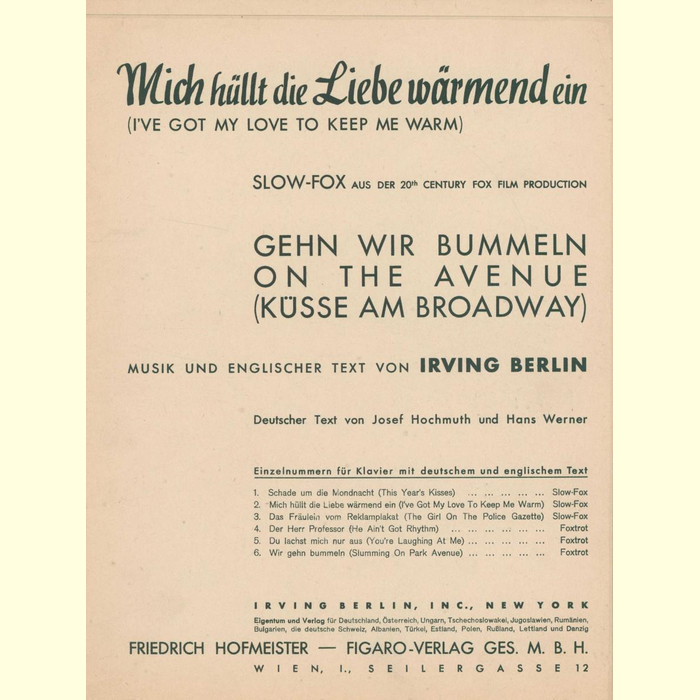 Mich hüllt die Liebe wärmend ein
(I'VE GOT MY LOVE TO KEEP ME WARM)
SLOW-FOX AUS DER 20th CENTURY FOX FILM PRODUCTION
GEHN WIR BUMMELN
ON THE AVENUE
(KÜSSE AM BROADWAY)
MUSIK UND ENGLISCHER TEXT VON IRVING BERLIN
Deutscher Text von Josef Hochmuth und Hans Werner
Einzelnummern für Klavier mit deutschem und englischem Text
1. Schade um die Mondnacht (This Year's Kisses) ... ... ... ... ... Slow-Fox
2. Mich hüllt die Liebe wärmend ein (I've Got My Love To Keep Me Warm) Slow-Fox
3. Das Fräulein vom Reklamplakat (The Girl On The Police Gazette) Slow-Fox
4. Der Herr Professor (He Ain't Got Rhythm) ... ... ... ... ... Foxtrot
5. Du lachst mich nur aus (You're Laughing At Me) ... ... ... ... Foxtrot
6. Wir gehn bummeln (Slumming On Park Avenue) ... ... ... ... Foxtrot
IRVING BERLIN, INC., NEW YORK
Eigentum und Verlag für Deutschland, Österreich, Ungarn, Tschechoslowakei, Jugoslawien, Rumänien,
Bulgarien, die deutsche Schweiz, Albanien, Türkei, Estland, Polen, Rußland, Lettland und Danzig
FRIEDRICH HOFMEISTER — FIGARO-VERLAG GES. M. B. H.
WIEN, I., SEILERGASSE 12